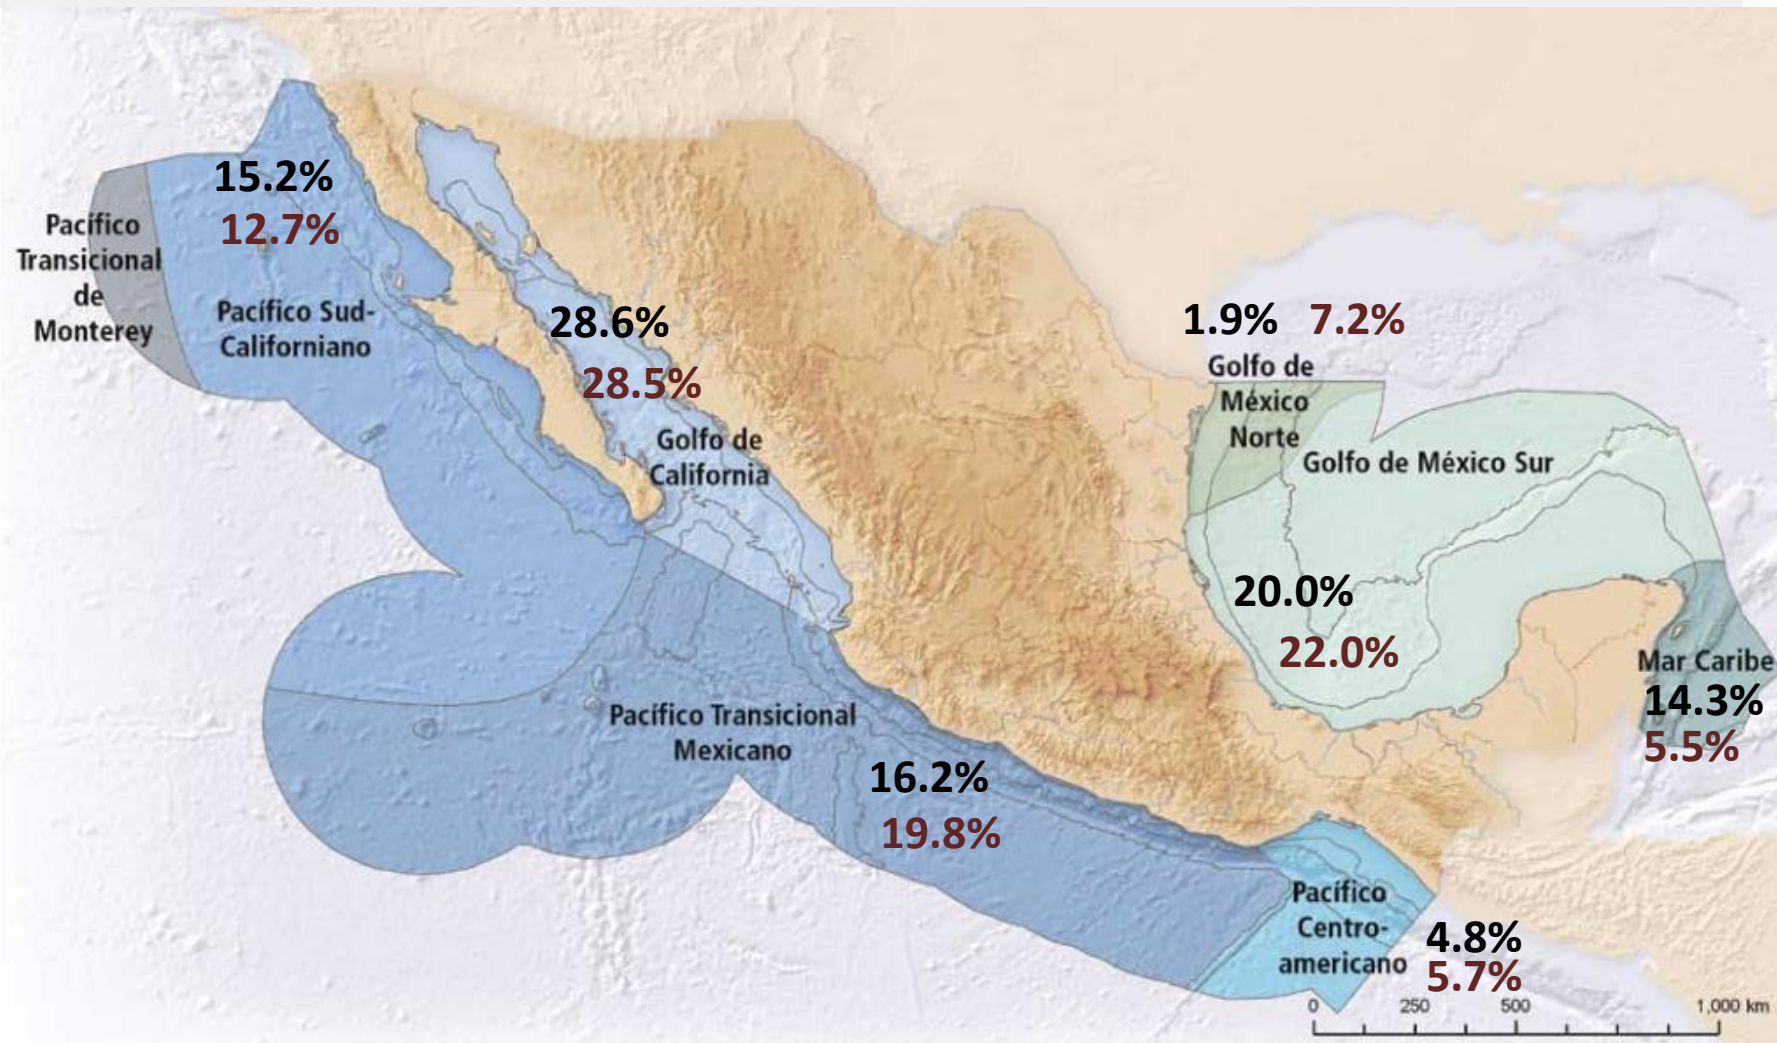 15.2%
12.7%
Pacífico
Transicional
de
Monterey
Pacífico Sud-
Californiano
28.6%
28.5%
Golfo de
California
1.9% 7.2%
Golfo de
México
Norte
Golfo de México Sur
20.0%
22.0%
Mar Caribe
14.3%
5.5%
Pacífico Transicional
Mexicano
16.2%
19.8%
Pacífico
Centro-
americano
4.8%
5.7%
0 250 500 1,000 km